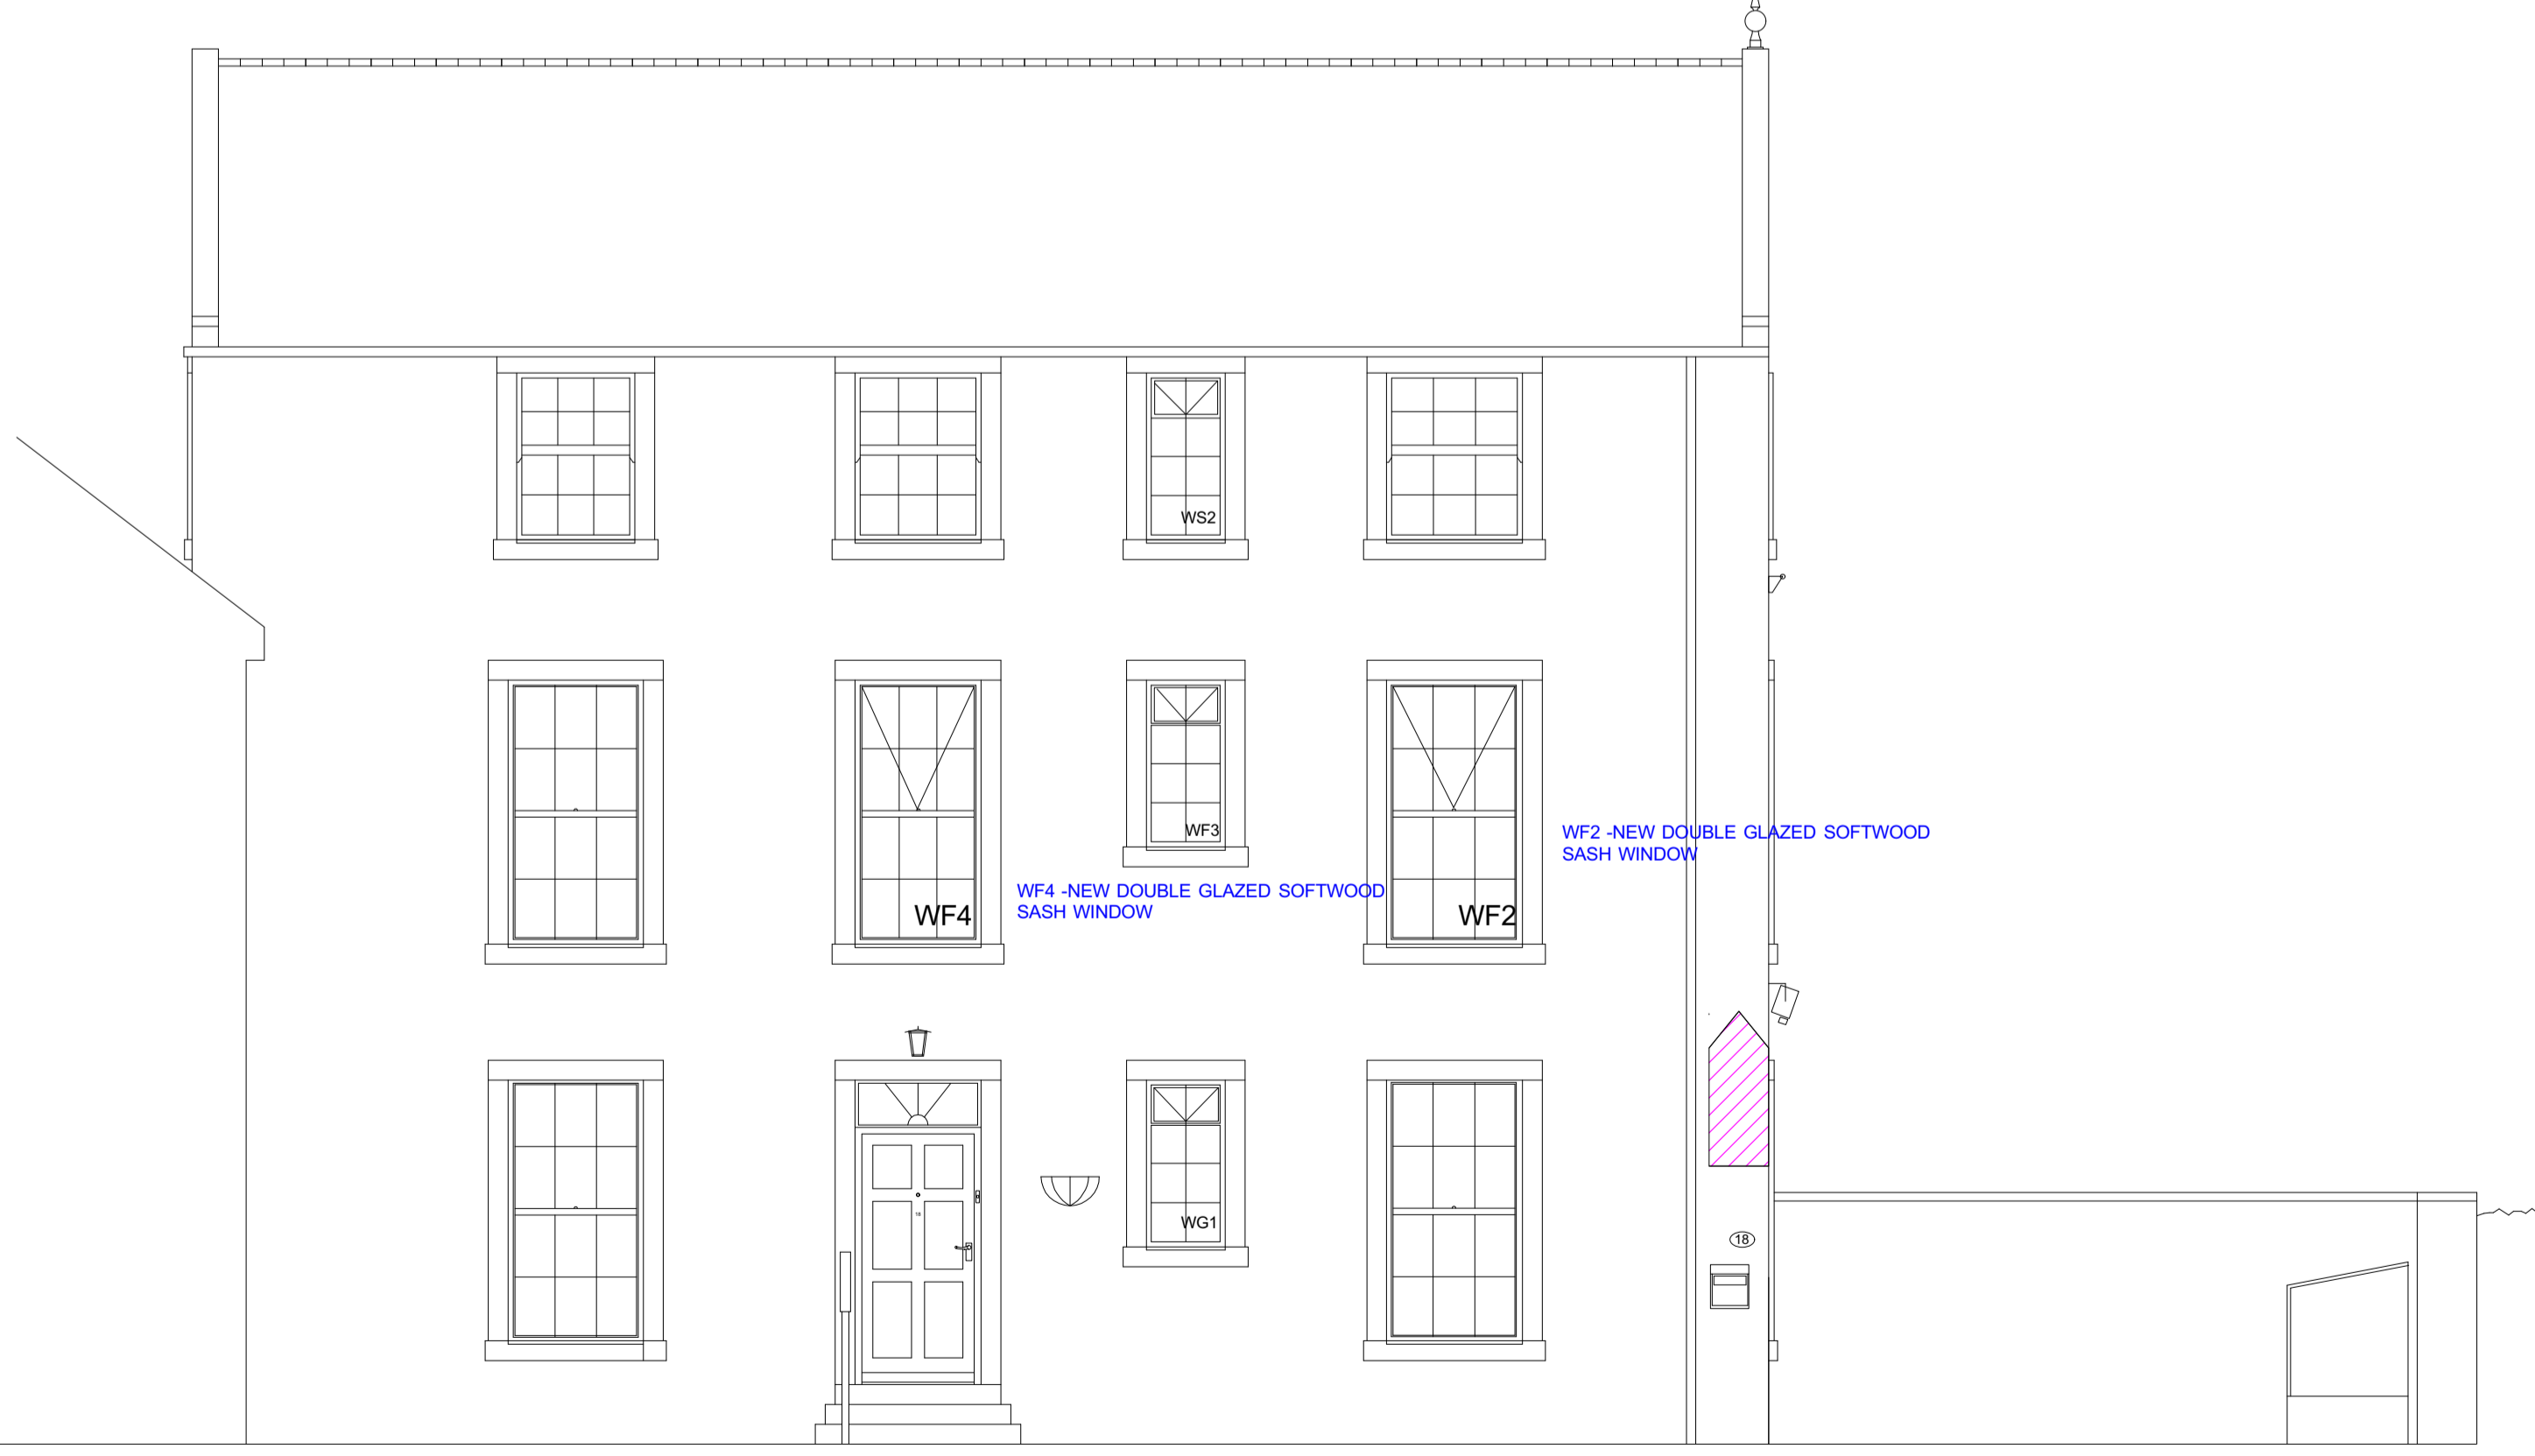 WS2
WF3
WF2 -NEW DOUBLE GLAZED SOFTWOOD
SASH WINDOW
WF4 -NEW DOUBLE GLAZED SOFTWOOD
SASH WINDOW
WF4
WF2
18
WG1
18